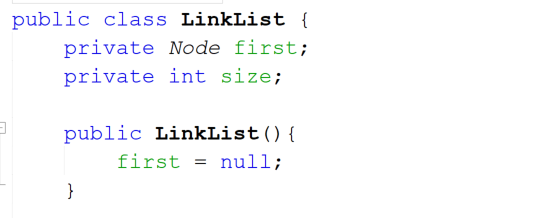 public class LinkList {
    private Node first;
    private int size;

    public LinkList(){
        first = null;
    }